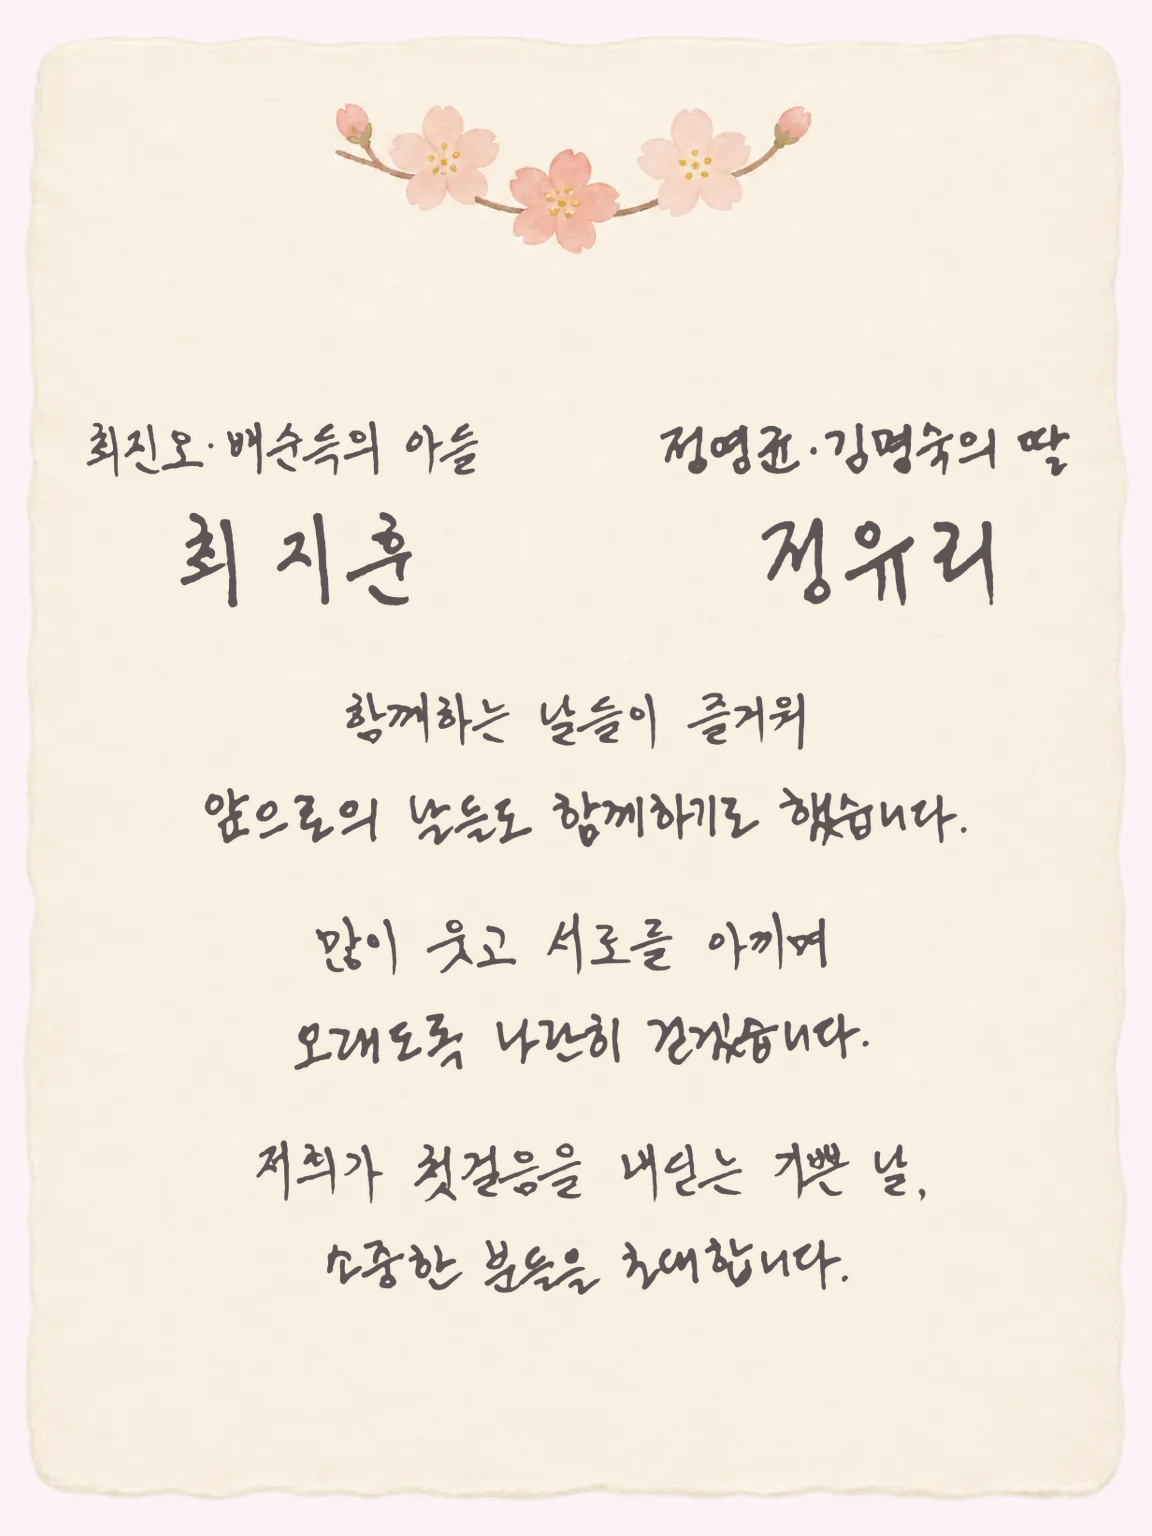 최진오·배순득의 아들
최지훈
정영균·김명숙의 딸
정유리
함께하는 날들이 즐거워
앞으로의 날들도 함께하기로 했습니다.
많이 웃고 서로를 아끼며
오래도록 나란히 걷겠습니다.
저희가 첫걸음을 내딛는 기쁜 날,
소중한 분들을 초대합니다.